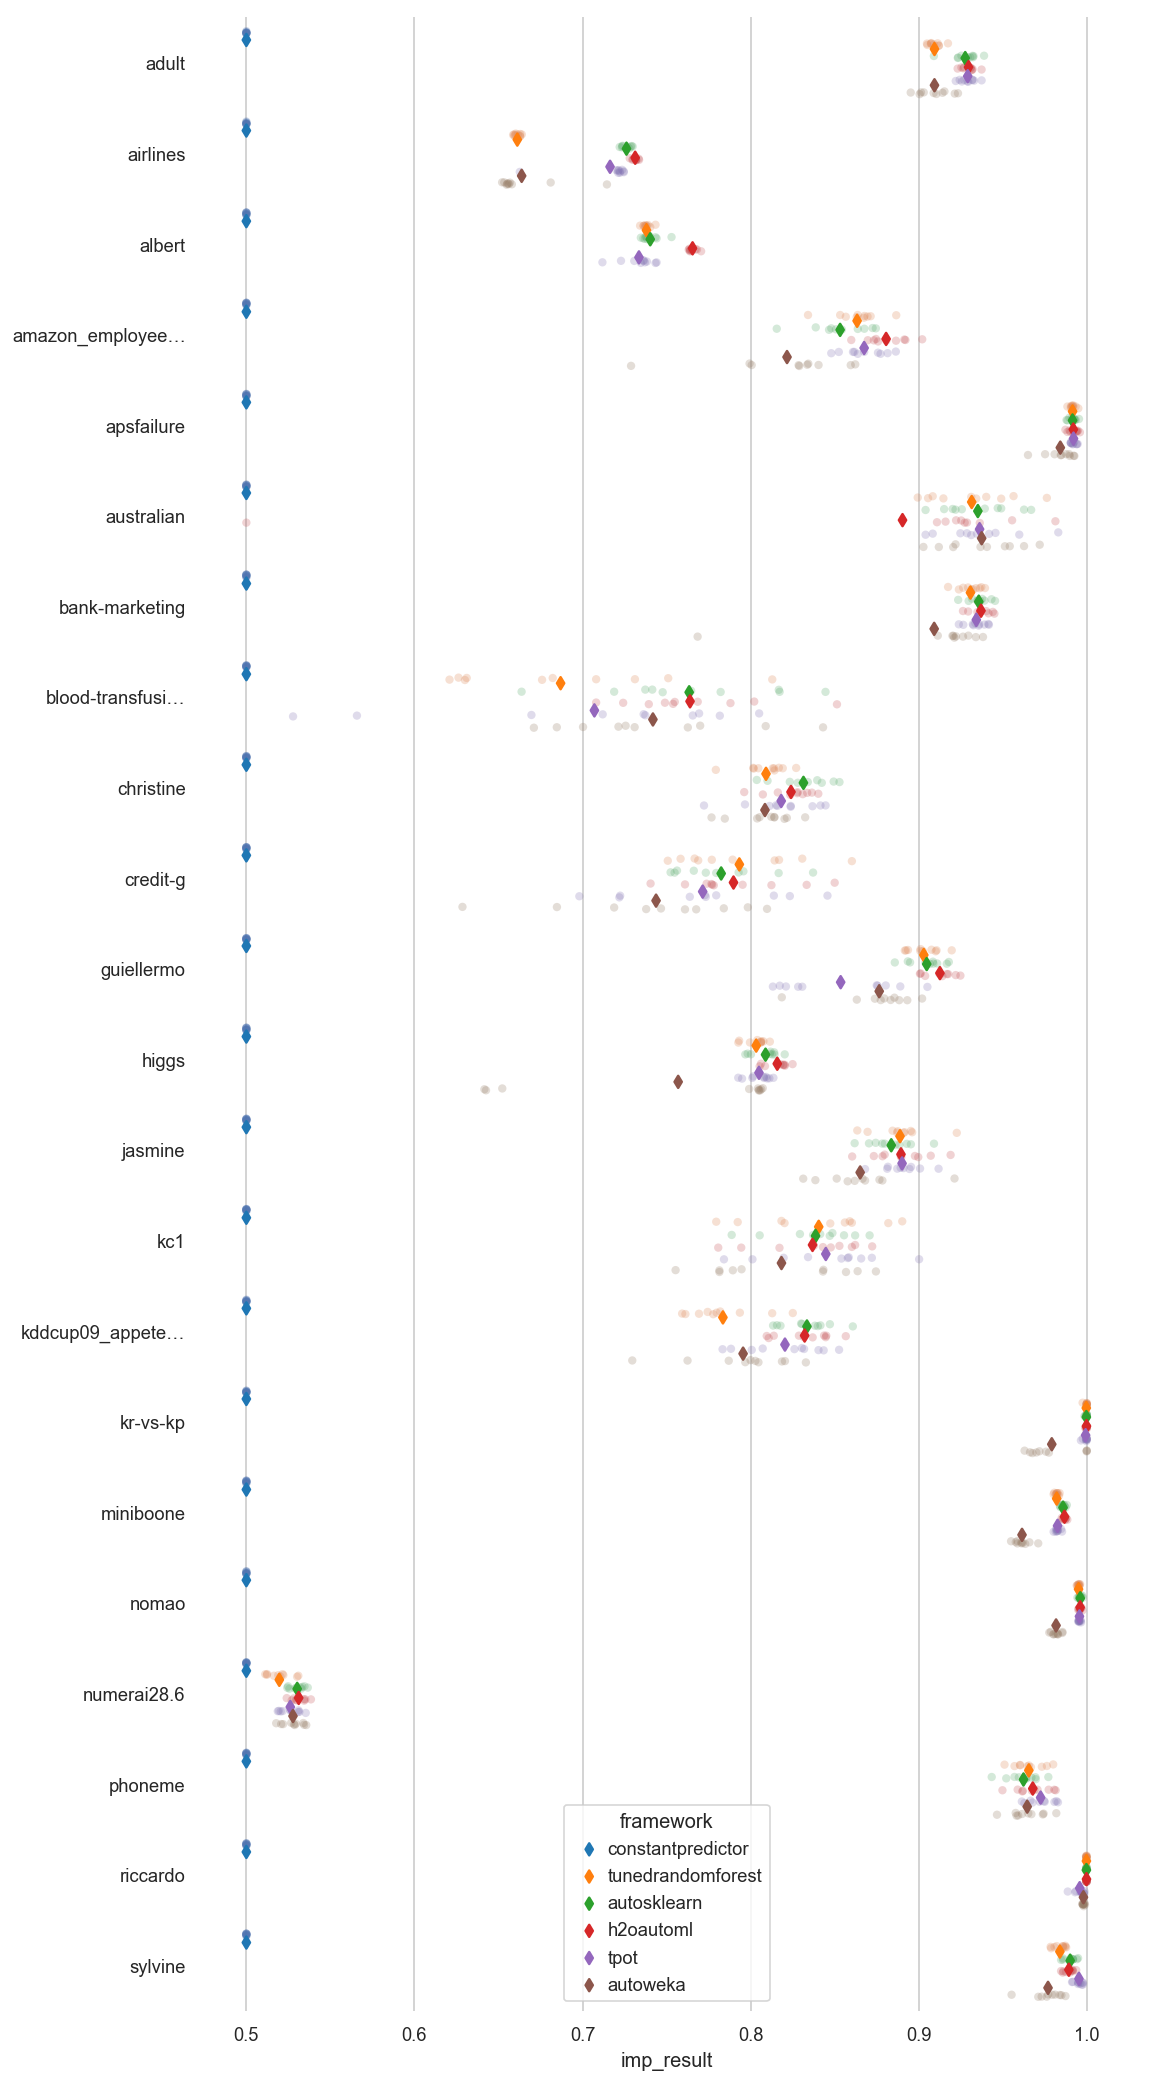 adult
airlines
albert
amazon_employee…
apsfailure
australian
bank-marketing
blood-transfusi…
christine
credit-g
guiellermo
higgs
jasmine
kc1
kddcup09_appete…
kr-vs-kp
miniboone
nomao
numerai28.6
phoneme
riccardo
sylvine
framework
constantpredictor
tunedrandomforest
autosklearn
h2oautoml
tpot
autoweka
0.5 0.6 0.7 0.8 0.9 1.0
imp_result